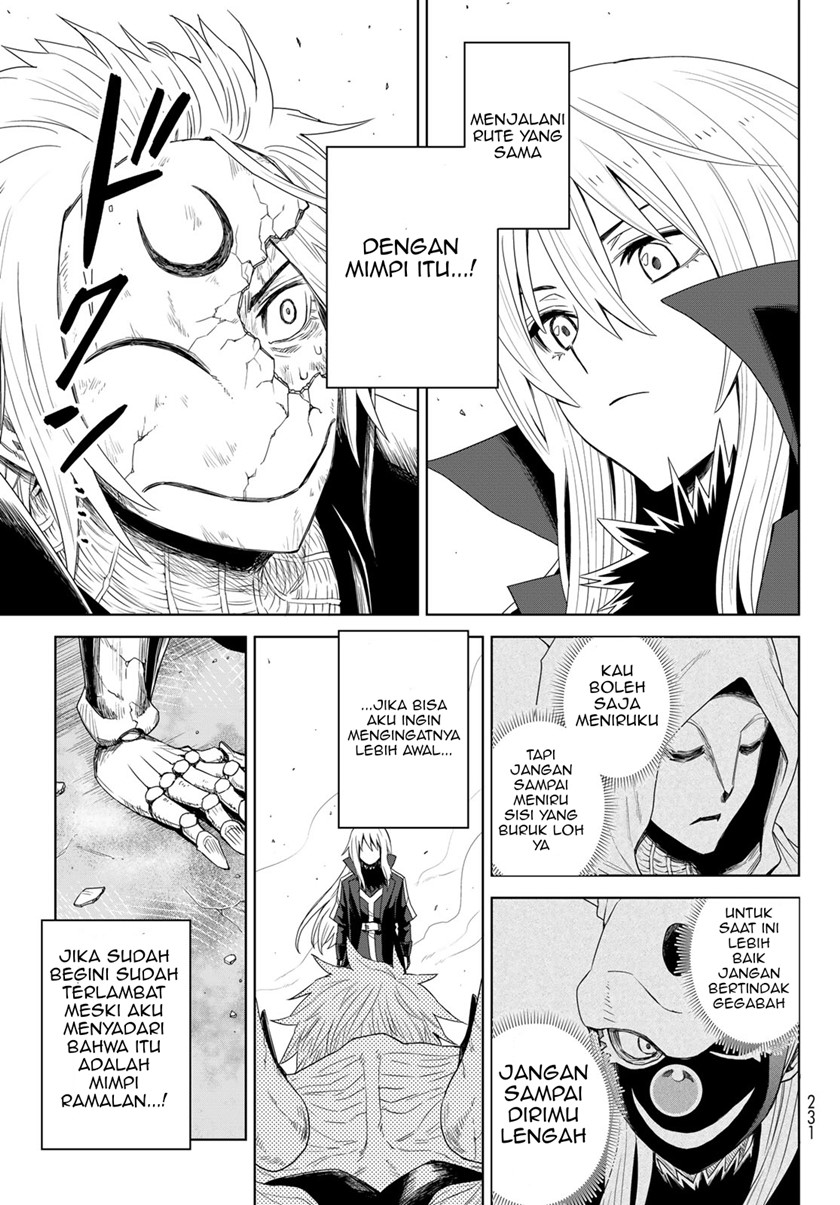 MENJALANI
RUTE YANG
SAMA
DENGAN
MIMPI ITU...!
ドクン
KAU
BOLEH
SAJA
MENIRUKU
TAPI
JANGAN
SAMPAI
MENIRU
SISI YANG
BURUK LOH
YA
UNTUK
SAAT INI
LEBIH
BAIK
JANGAN
BERTINDAK
GEGABAH
JANGAN
SAMPAI
DIRIMU
LENGAH
...JIKA BISA
AKU INGIN
MENGINGATNYA
LEBIH AWAL...
JIKA SUDAH
BEGINI SUDAH
TERLAMBAT
MESKI AKU
MENYADARI
BAHWA ITU
ADALAH
MIMPI
RAMALAN...!
231